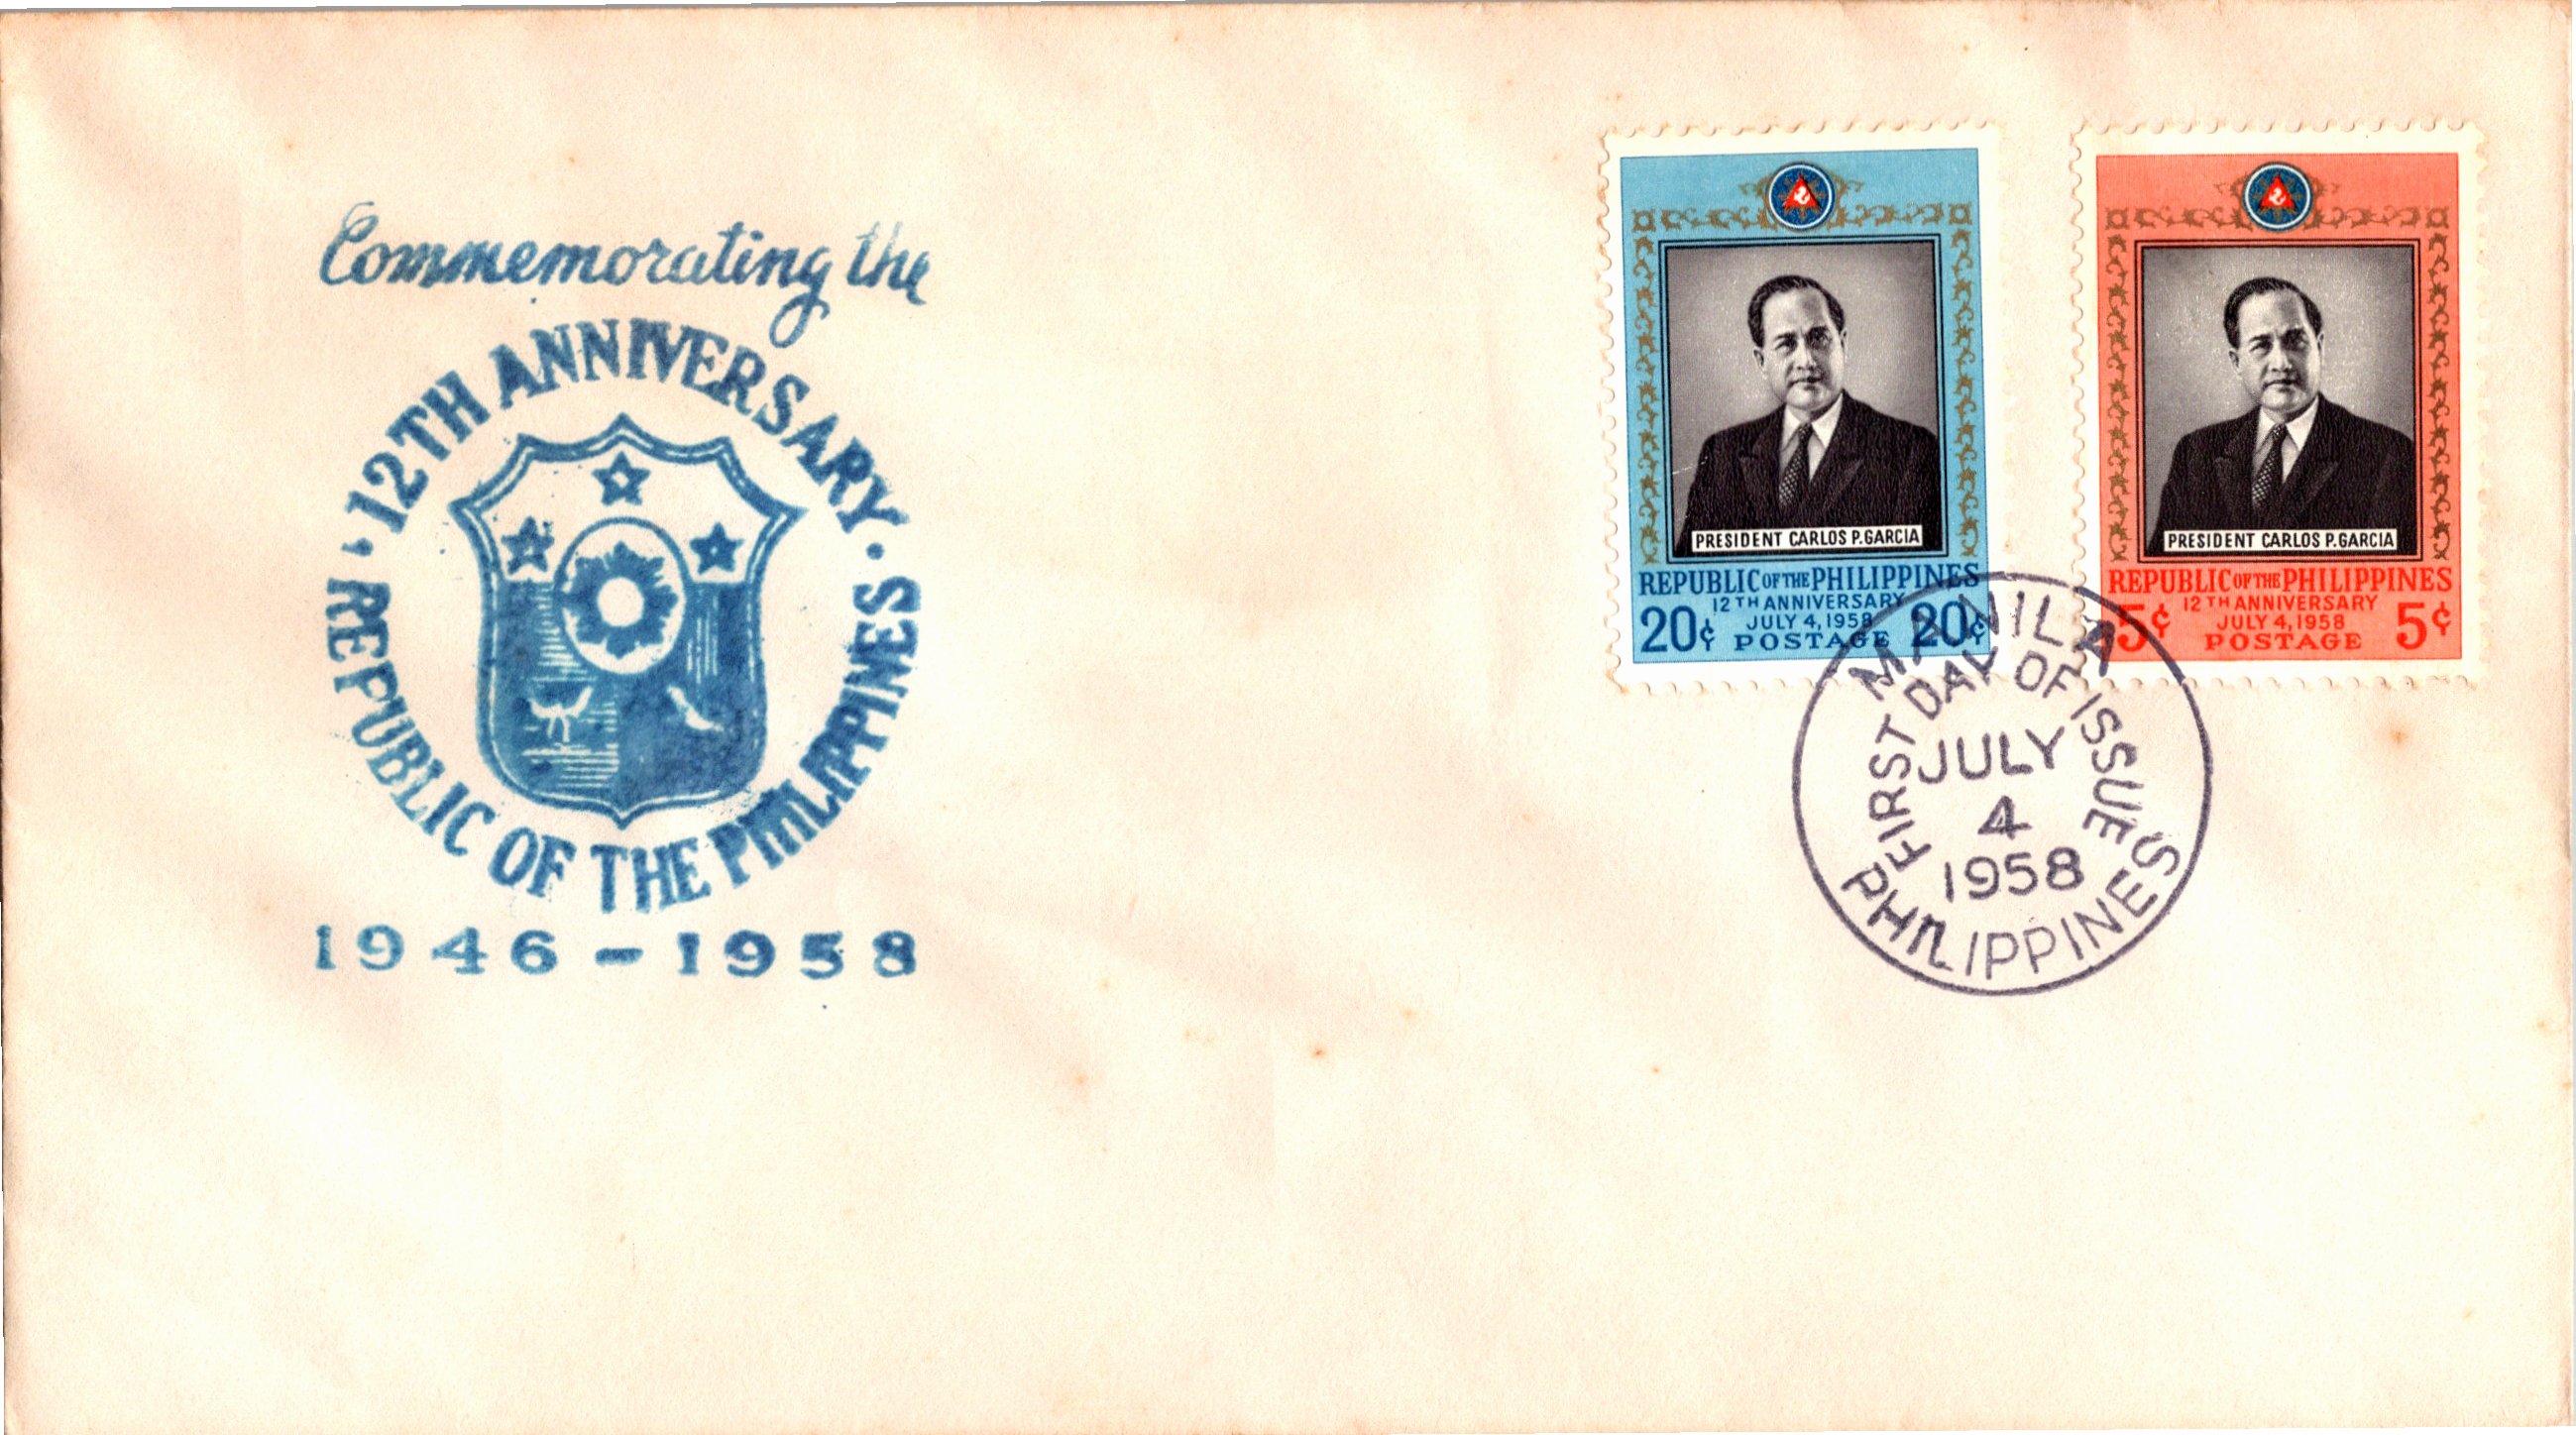 Commemorating the
12TH ANNIVERSARY
REPUBLIC OF THE PHILIPPINES
1946-1958
PRESIDENT CARLOS P.GARCIA
REPUBLIC OF THE PHILIPPINES
12TH ANNIVERSARY
JULY 4, 1958
20¢ POSTAGE 20¢
PRESIDENT CARLOS P.GARCIA
REPUBLIC OF THE PHILIPPINES
12TH ANNIVERSARY
JULY 4, 1958
5¢ POSTAGE 5¢
MANILA
FIRST DAY OF ISSUE
JULY
4
1958
PHILIPPINES